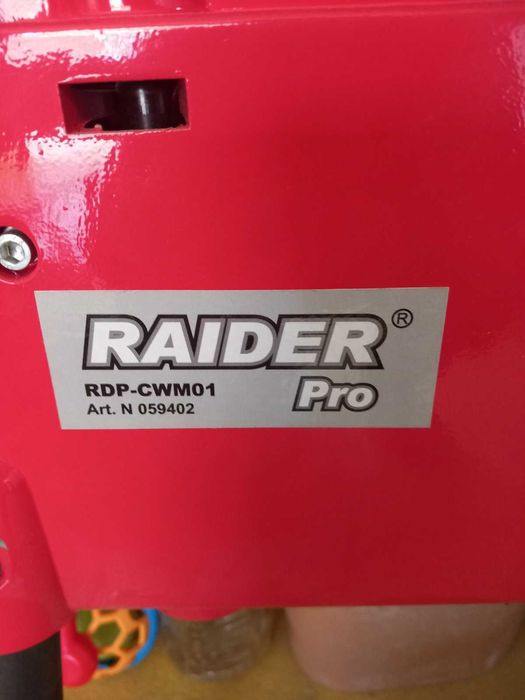 RAIDER®
Pro
RDP-CWM01
Art. N 059402